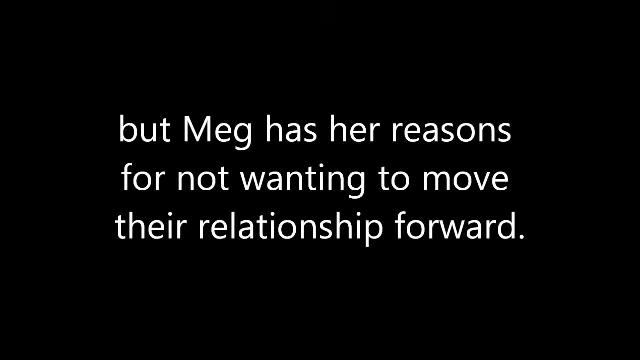 but Meg has her reasons
for not wanting to move
their relationship forward.